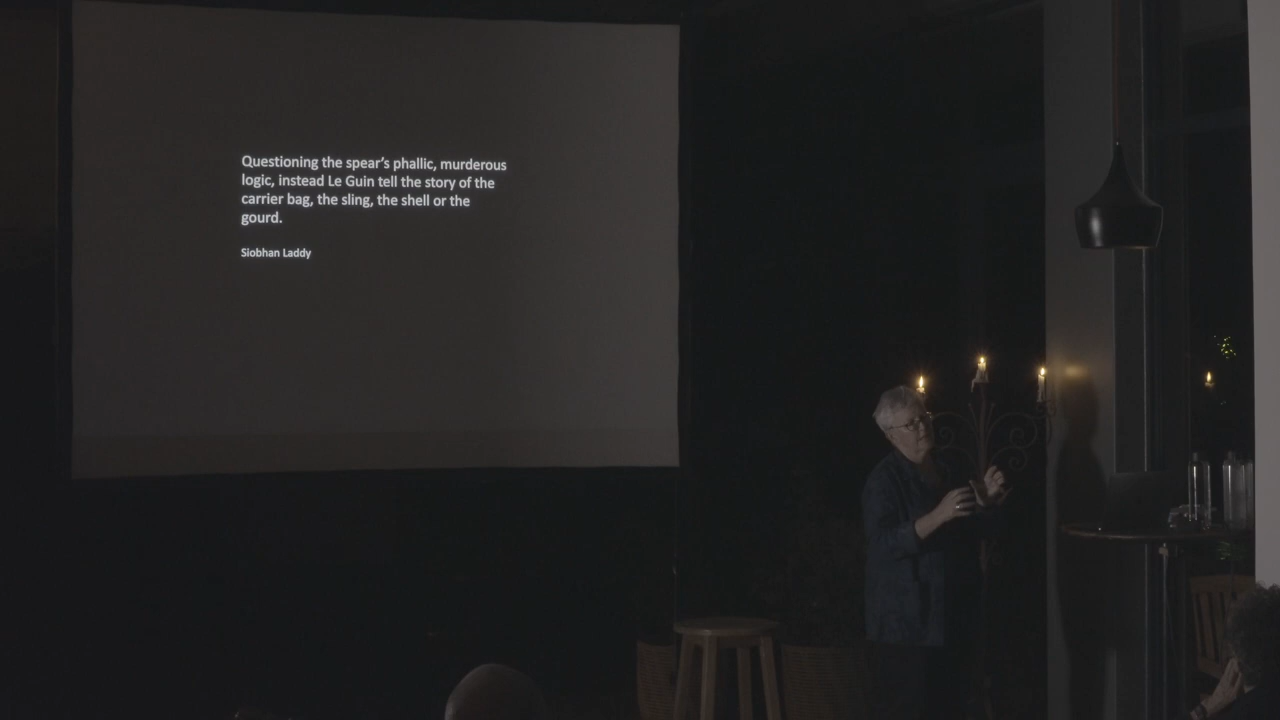 Questioning the spear's phallic, murderous
logic, instead Le Guin tell the story of the
carrier bag, the sling, the shell or the
gourd.
Siobhan Laddy